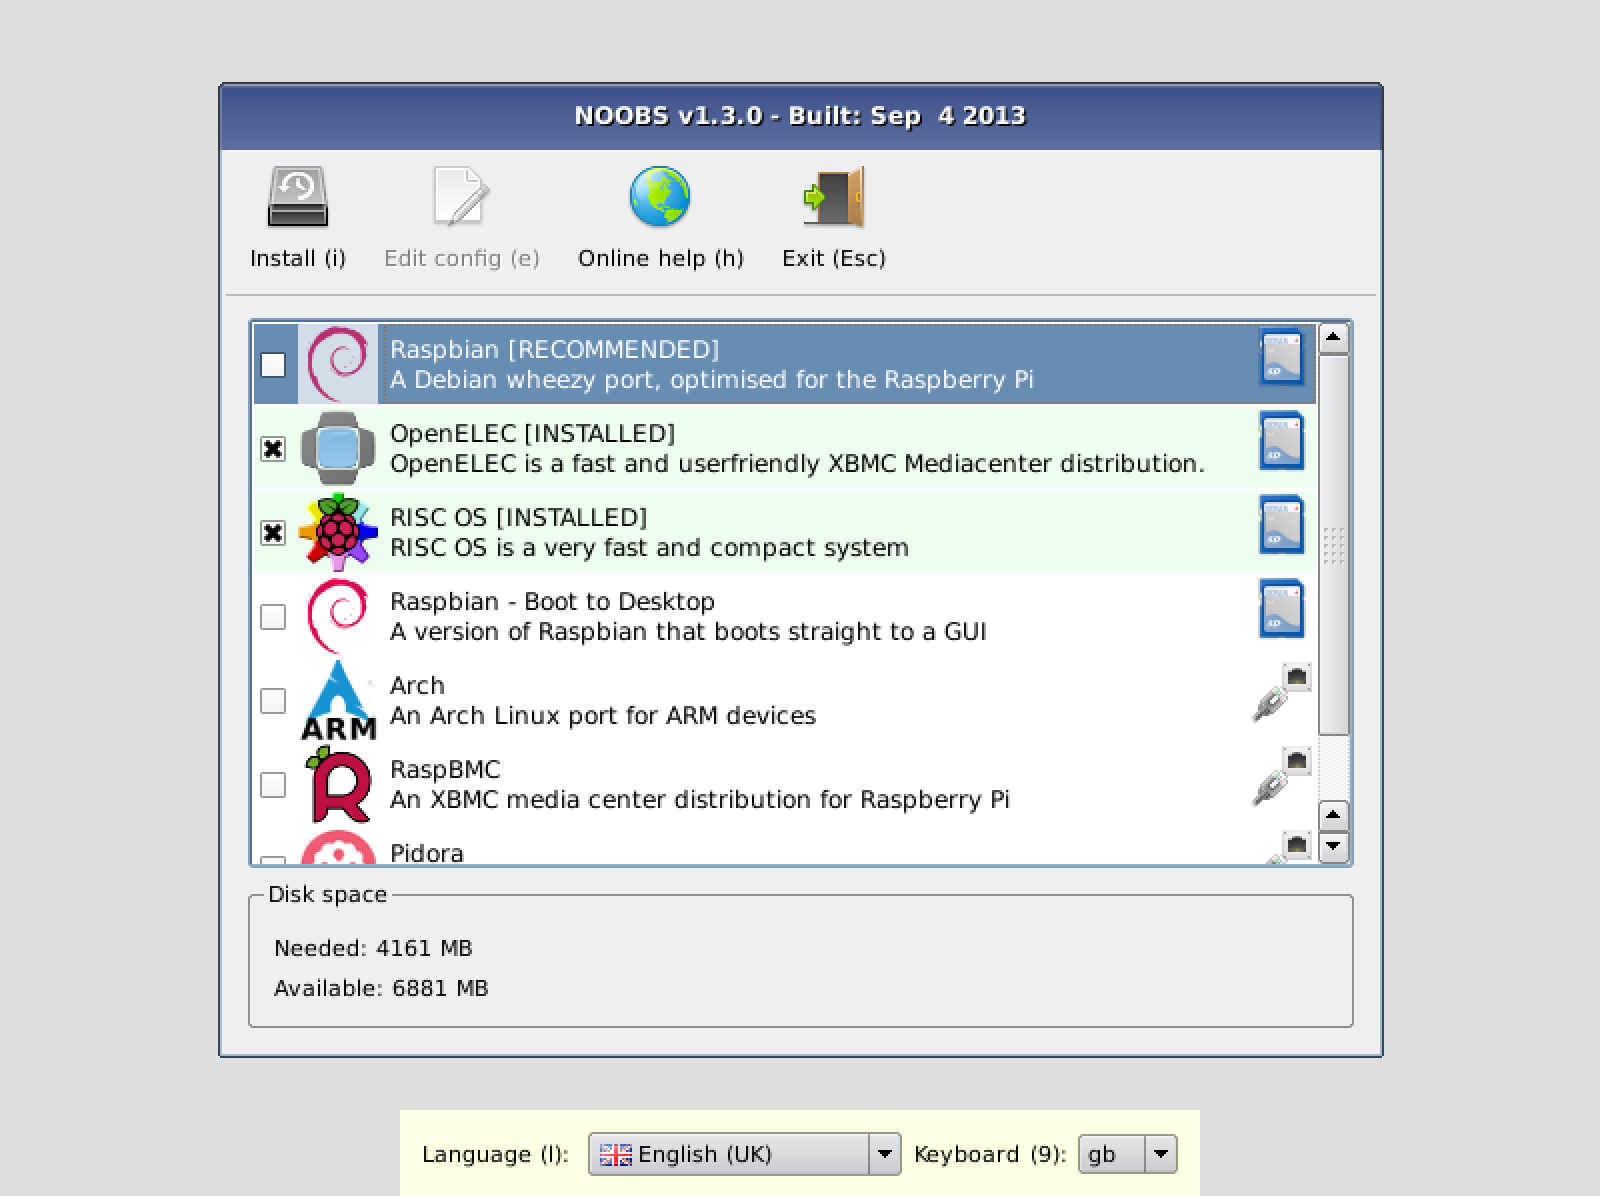 NOOBS v1.3.0 - Built: Sep  4 2013
Install (i)
Edit config (e)
Online help (h)
Exit (Esc)
Raspbian [RECOMMENDED]
A Debian wheezy port, optimised for the Raspberry Pi
OpenELEC [INSTALLED]
OpenELEC is a fast and userfriendly XBMC Mediacenter distribution.
RISC OS [INSTALLED]
RISC OS is a very fast and compact system
Raspbian - Boot to Desktop
A version of Raspbian that boots straight to a GUI
Arch
An Arch Linux port for ARM devices
ARM
RaspBMC
An XBMC media center distribution for Raspberry Pi
Pidora
Disk space
Needed: 4161 MB
Available: 6881 MB
Language (l): English (UK) Keyboard (9): gb